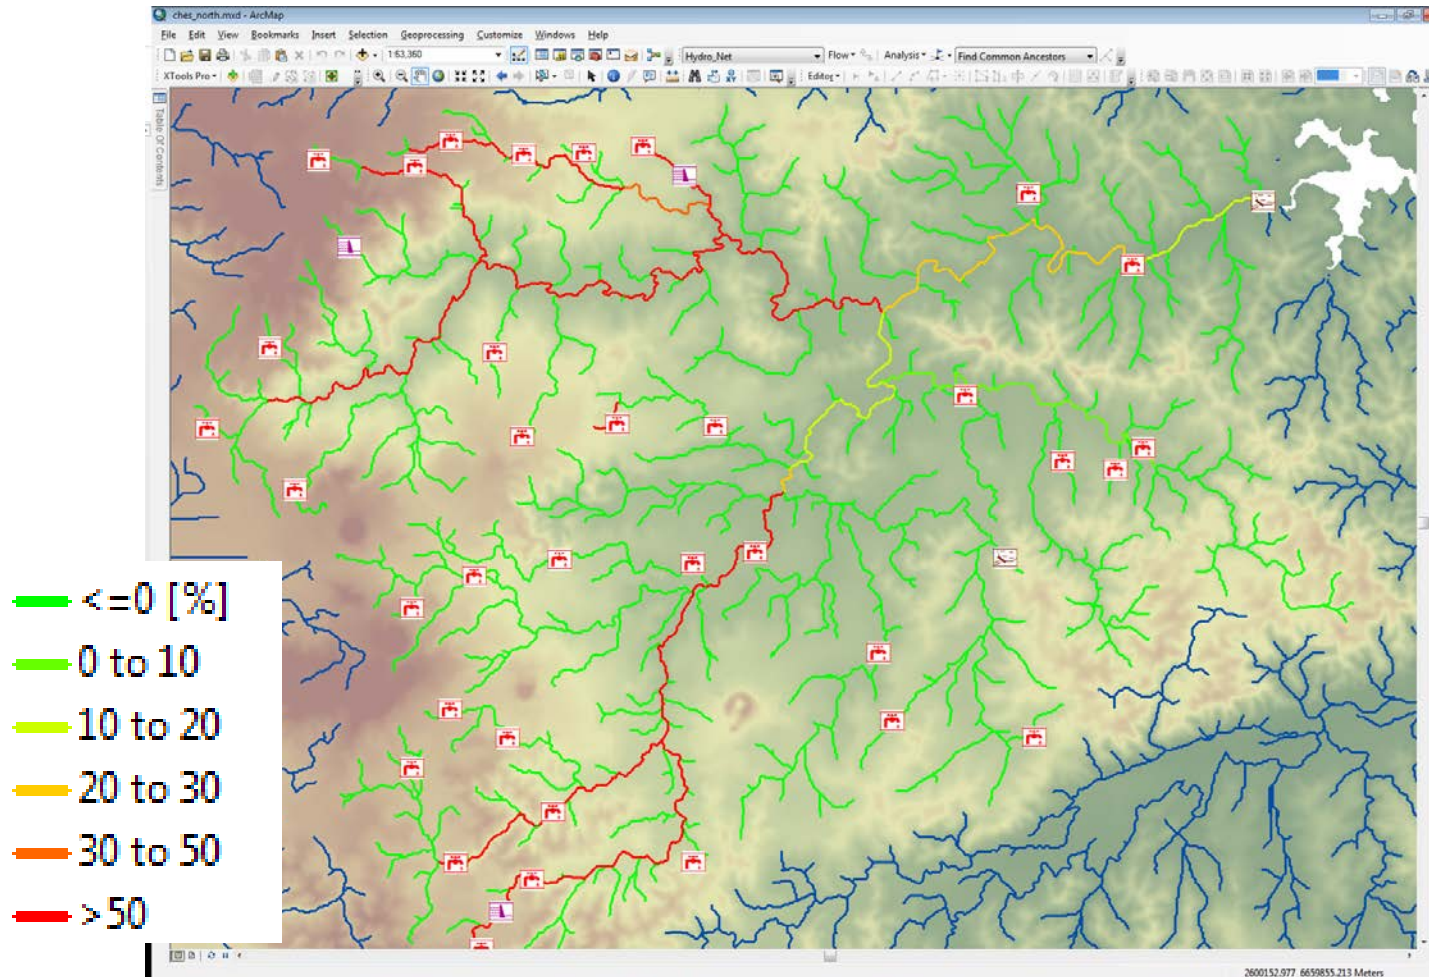 ches_north.mxd - ArcMap
File Edit View Bookmarks Insert Selection Geoprocessing Customize Windows Help
1:63,360 Hydro_Net Flow Analysis Find Common Ancestors
XTools Pro Editor
Table Of Contents
<=0 [%]
0 to 10
10 to 20
20 to 30
30 to 50
>50
2600152.977 6659855.213 Meters